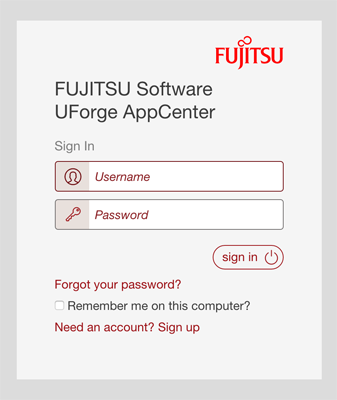 FUJITSU
FUJITSU Software
UForge AppCenter
Sign In
Username
Password
sign in
Forgot your password?
Remember me on this computer?
Need an account? Sign up